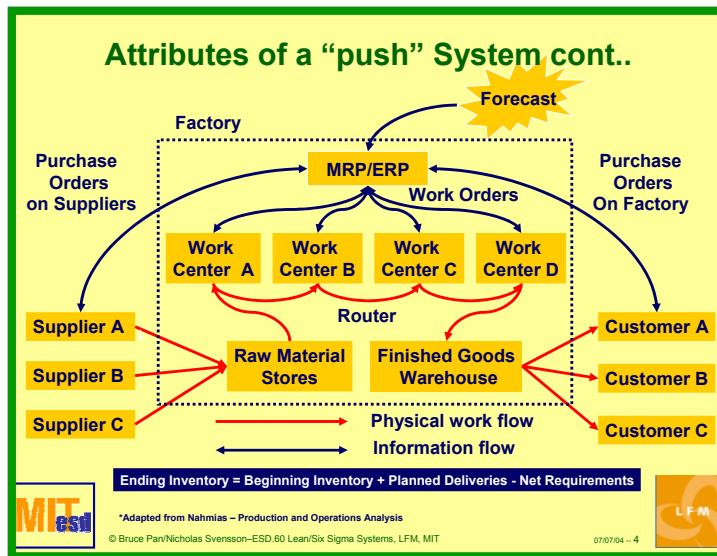 Attributes of a “push” System cont..
Forecast
Factory
Purchase
Orders
on Suppliers
MRP/ERP
Purchase
Orders
On Factory
Work Orders
Work
Center A
Work
Center B
Work
Center C
Work
Center D
Router
Supplier A
Supplier B
Supplier C
Raw Material
Stores
Finished Goods
Warehouse
Customer A
Customer B
Customer C
Physical work flow
Information flow
Ending Inventory = Beginning Inventory + Planned Deliveries - Net Requirements
MIT
esd
LFM
*Adapted from Nahmias – Production and Operations Analysis
© Bruce Pan/Nicholas Svensson–ESD.60 Lean/Six Sigma Systems, LFM, MIT
07/07/04 -- 4